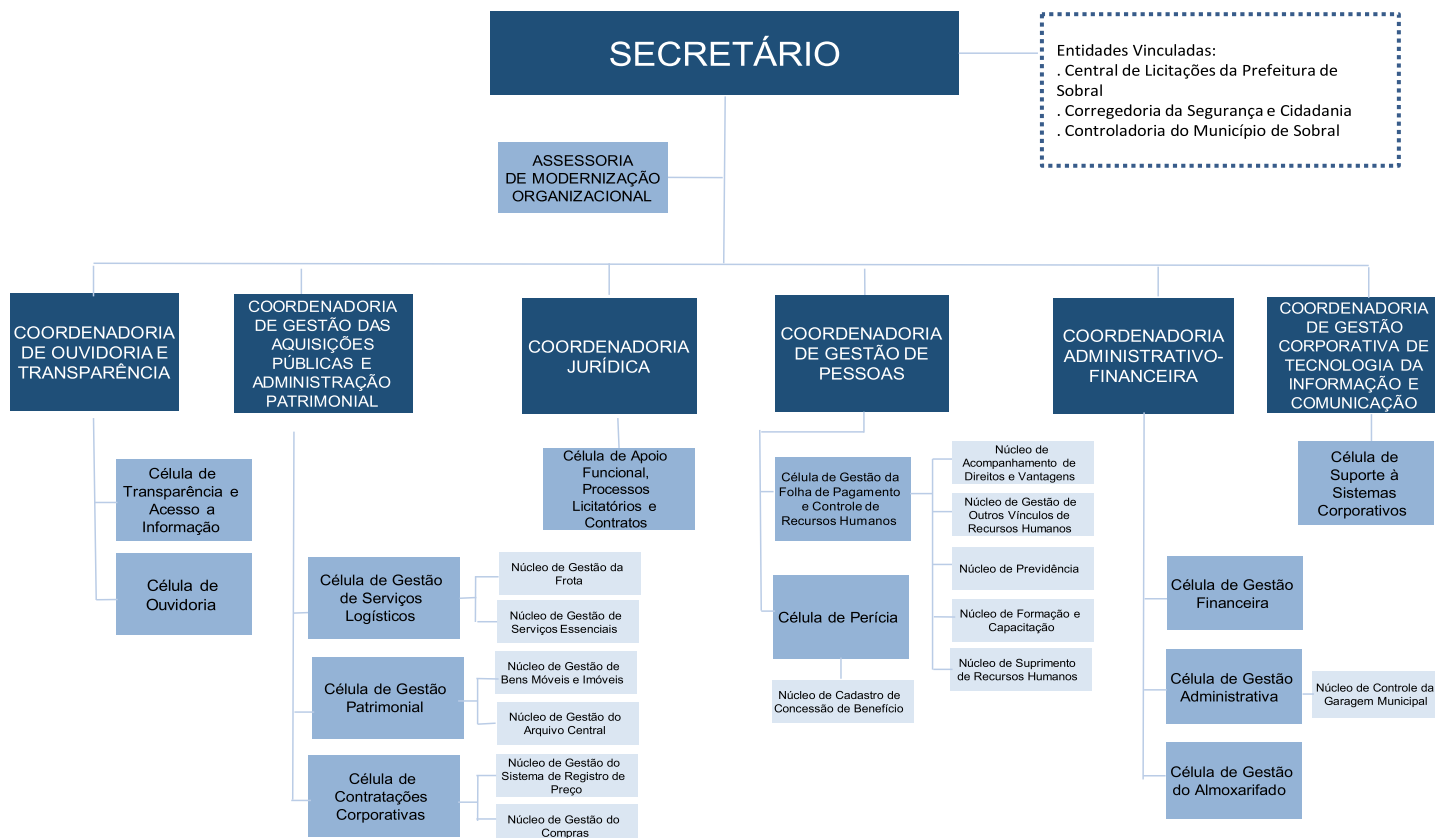 SECRETÁRIO
Entidades Vinculadas:
. Central de Licitações da Prefeitura de
Sobral
. Corregedoria da Segurança e Cidadania
. Controladoria do Município de Sobral
ASSESSORIA
DE MODERNIZAÇÃO
ORGANIZACIONAL
COORDENADORIA
DE OUVIDORIA E
TRANSPARÊNCIA
COORDENADORIA
DE GESTÃO DAS
AQUISIÇÕES
PÚBLICAS E
ADMINISTRAÇÃO
PATRIMONIAL
COORDENADORIA
JURÍDICA
COORDENADORIA
DE GESTÃO DE
PESSOAS
COORDENADORIA
ADMINISTRATIVO-
FINANCEIRA
COORDENADORIA
DE GESTÃO
CORPORATIVA DE
TECNOLOGIA DA
INFORMAÇÃO E
COMUNICAÇÃO
Célula de
Transparência e
Acesso a
Informação
Célula de
Ouvidoria
Célula de Gestão
de Serviços
Logísticos
Núcleo de Gestão da
Frota
Núcleo de Gestão de
Serviços Essenciais
Célula de Gestão
Patrimonial
Núcleo de Gestão de
Bens Móveis e Imóveis
Núcleo de Gestão do
Arquivo Central
Célula de
Contratações
Corporativas
Núcleo de Gestão do
Sistema de Registro de
Preço
Núcleo de Gestão do
Compras
Célula de Apoio
Funcional,
Processos
Licitatórios e
Contratos
Célula de Gestão da
Folha de Pagamento
e Controle de
Recursos Humanos
Núcleo de
Acompanhamento de
Direitos e Vantagens
Núcleo de Gestão de
Outros Vínculos de
Recursos Humanos
Núcleo de Previdência
Núcleo de Formação e
Capacitação
Núcleo de Suprimento
de Recursos Humanos
Célula de Perícia
Núcleo de Cadastro de
Concessão de Benefício
Célula de Gestão
Financeira
Célula de Gestão
Administrativa
Núcleo de Controle da
Garagem Municipal
Célula de Gestão
do Almoxarifado
Célula de
Suporte à
Sistemas
Corporativos